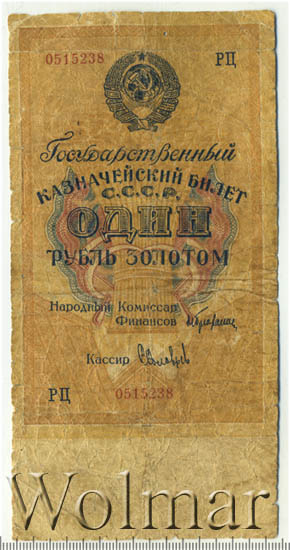 0515238 РЦ
Государственный
КАЗНАЧЕЙСКИЙ БИЛЕТ
С.С.С.Р.
ОДИН
РУБЛЬ ЗОЛОТОМ
Народный Комиссар
Финансов
Кассир
РЦ 0515238
Wolmar